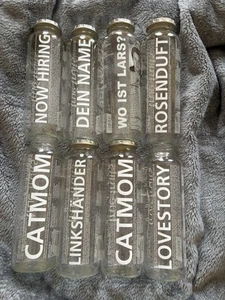 NOW HIRING
DEIN NAME
WO IST LARS?
ROSENDUFT
CATMOM
LINKSHÄNDER
CATMOM
LOVESTORY